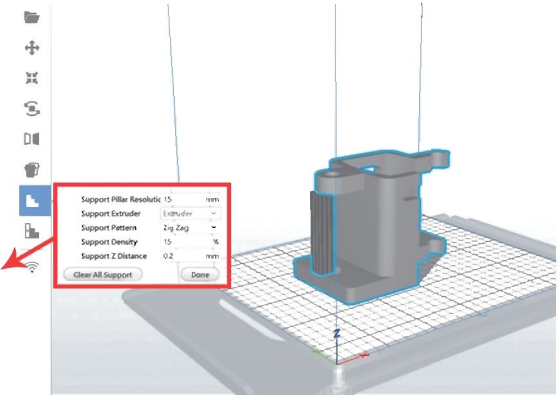 Support Pillar Resolutic 15 mm
Support Extruder Extruder
Support Pattern Zig Zag
Support Density 15 %
Support Z Distance 0.2 mm
Clear All Support Done
Z